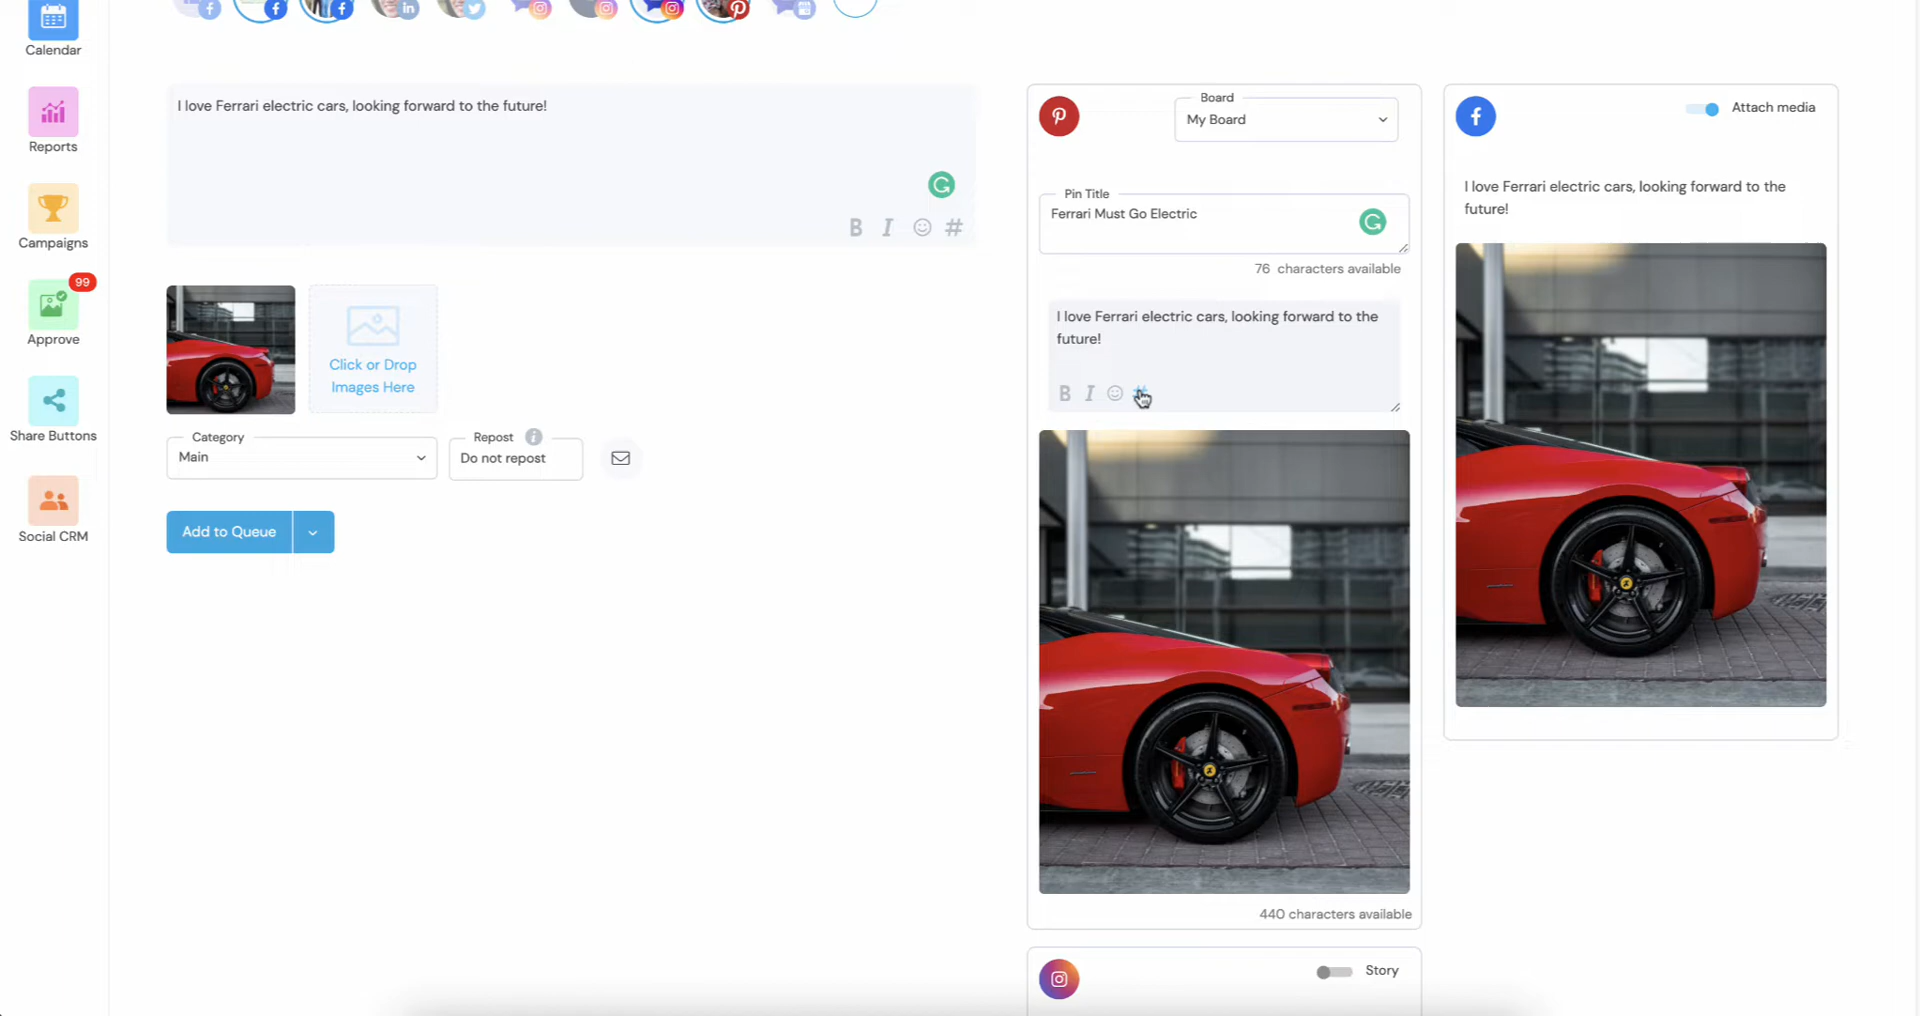 Calendar
Reports
Campaigns
99
Approve
Share Buttons
Social CRM
I love Ferrari electric cars, looking forward to the future!
B I #
Click or Drop
Images Here
Category
Main
Repost
Do not repost
Add to Queue
Board
My Board
Pin Title
Ferrari Must Go Electric
76 characters available
I love Ferrari electric cars, looking forward to the
future!
B I #
440 characters available
Story
Attach media
I love Ferrari electric cars, looking forward to the
future!